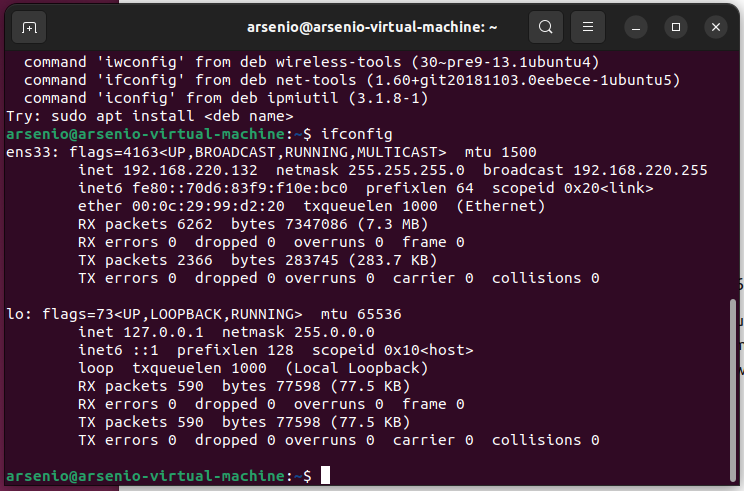 arsenio@arsenio-virtual-machine: ~
command 'iwconfig' from deb wireless-tools (30~pre9-13.1ubuntu4)
command 'ifconfig' from deb net-tools (1.60+git20181103.0eebece-1ubuntu5)
command 'iconfig' from deb ipmiutil (3.1.8-1)
Try: sudo apt install <deb name>
arsenio@arsenio-virtual-machine:~$ ifconfig
ens33: flags=4163<UP,BROADCAST,RUNNING,MULTICAST>  mtu 1500
inet 192.168.220.132  netmask 255.255.255.0  broadcast 192.168.220.255
inet6 fe80::70d6:83f9:f10e:bc0  prefixlen 64  scopeid 0x20<link>
ether 00:0c:29:99:d2:20  txqueuelen 1000  (Ethernet)
RX packets 6262  bytes 7347086 (7.3 MB)
RX errors 0  dropped 0  overruns 0  frame 0
TX packets 2366  bytes 283745 (283.7 KB)
TX errors 0  dropped 0 overruns 0  carrier 0  collisions 0
lo: flags=73<UP,LOOPBACK,RUNNING>  mtu 65536
inet 127.0.0.1  netmask 255.0.0.0
inet6 ::1  prefixlen 128  scopeid 0x10<host>
loop  txqueuelen 1000  (Local Loopback)
RX packets 590  bytes 77598 (77.5 KB)
RX errors 0  dropped 0  overruns 0  frame 0
TX packets 590  bytes 77598 (77.5 KB)
TX errors 0  dropped 0 overruns 0  carrier 0  collisions 0
arsenio@arsenio-virtual-machine:~$